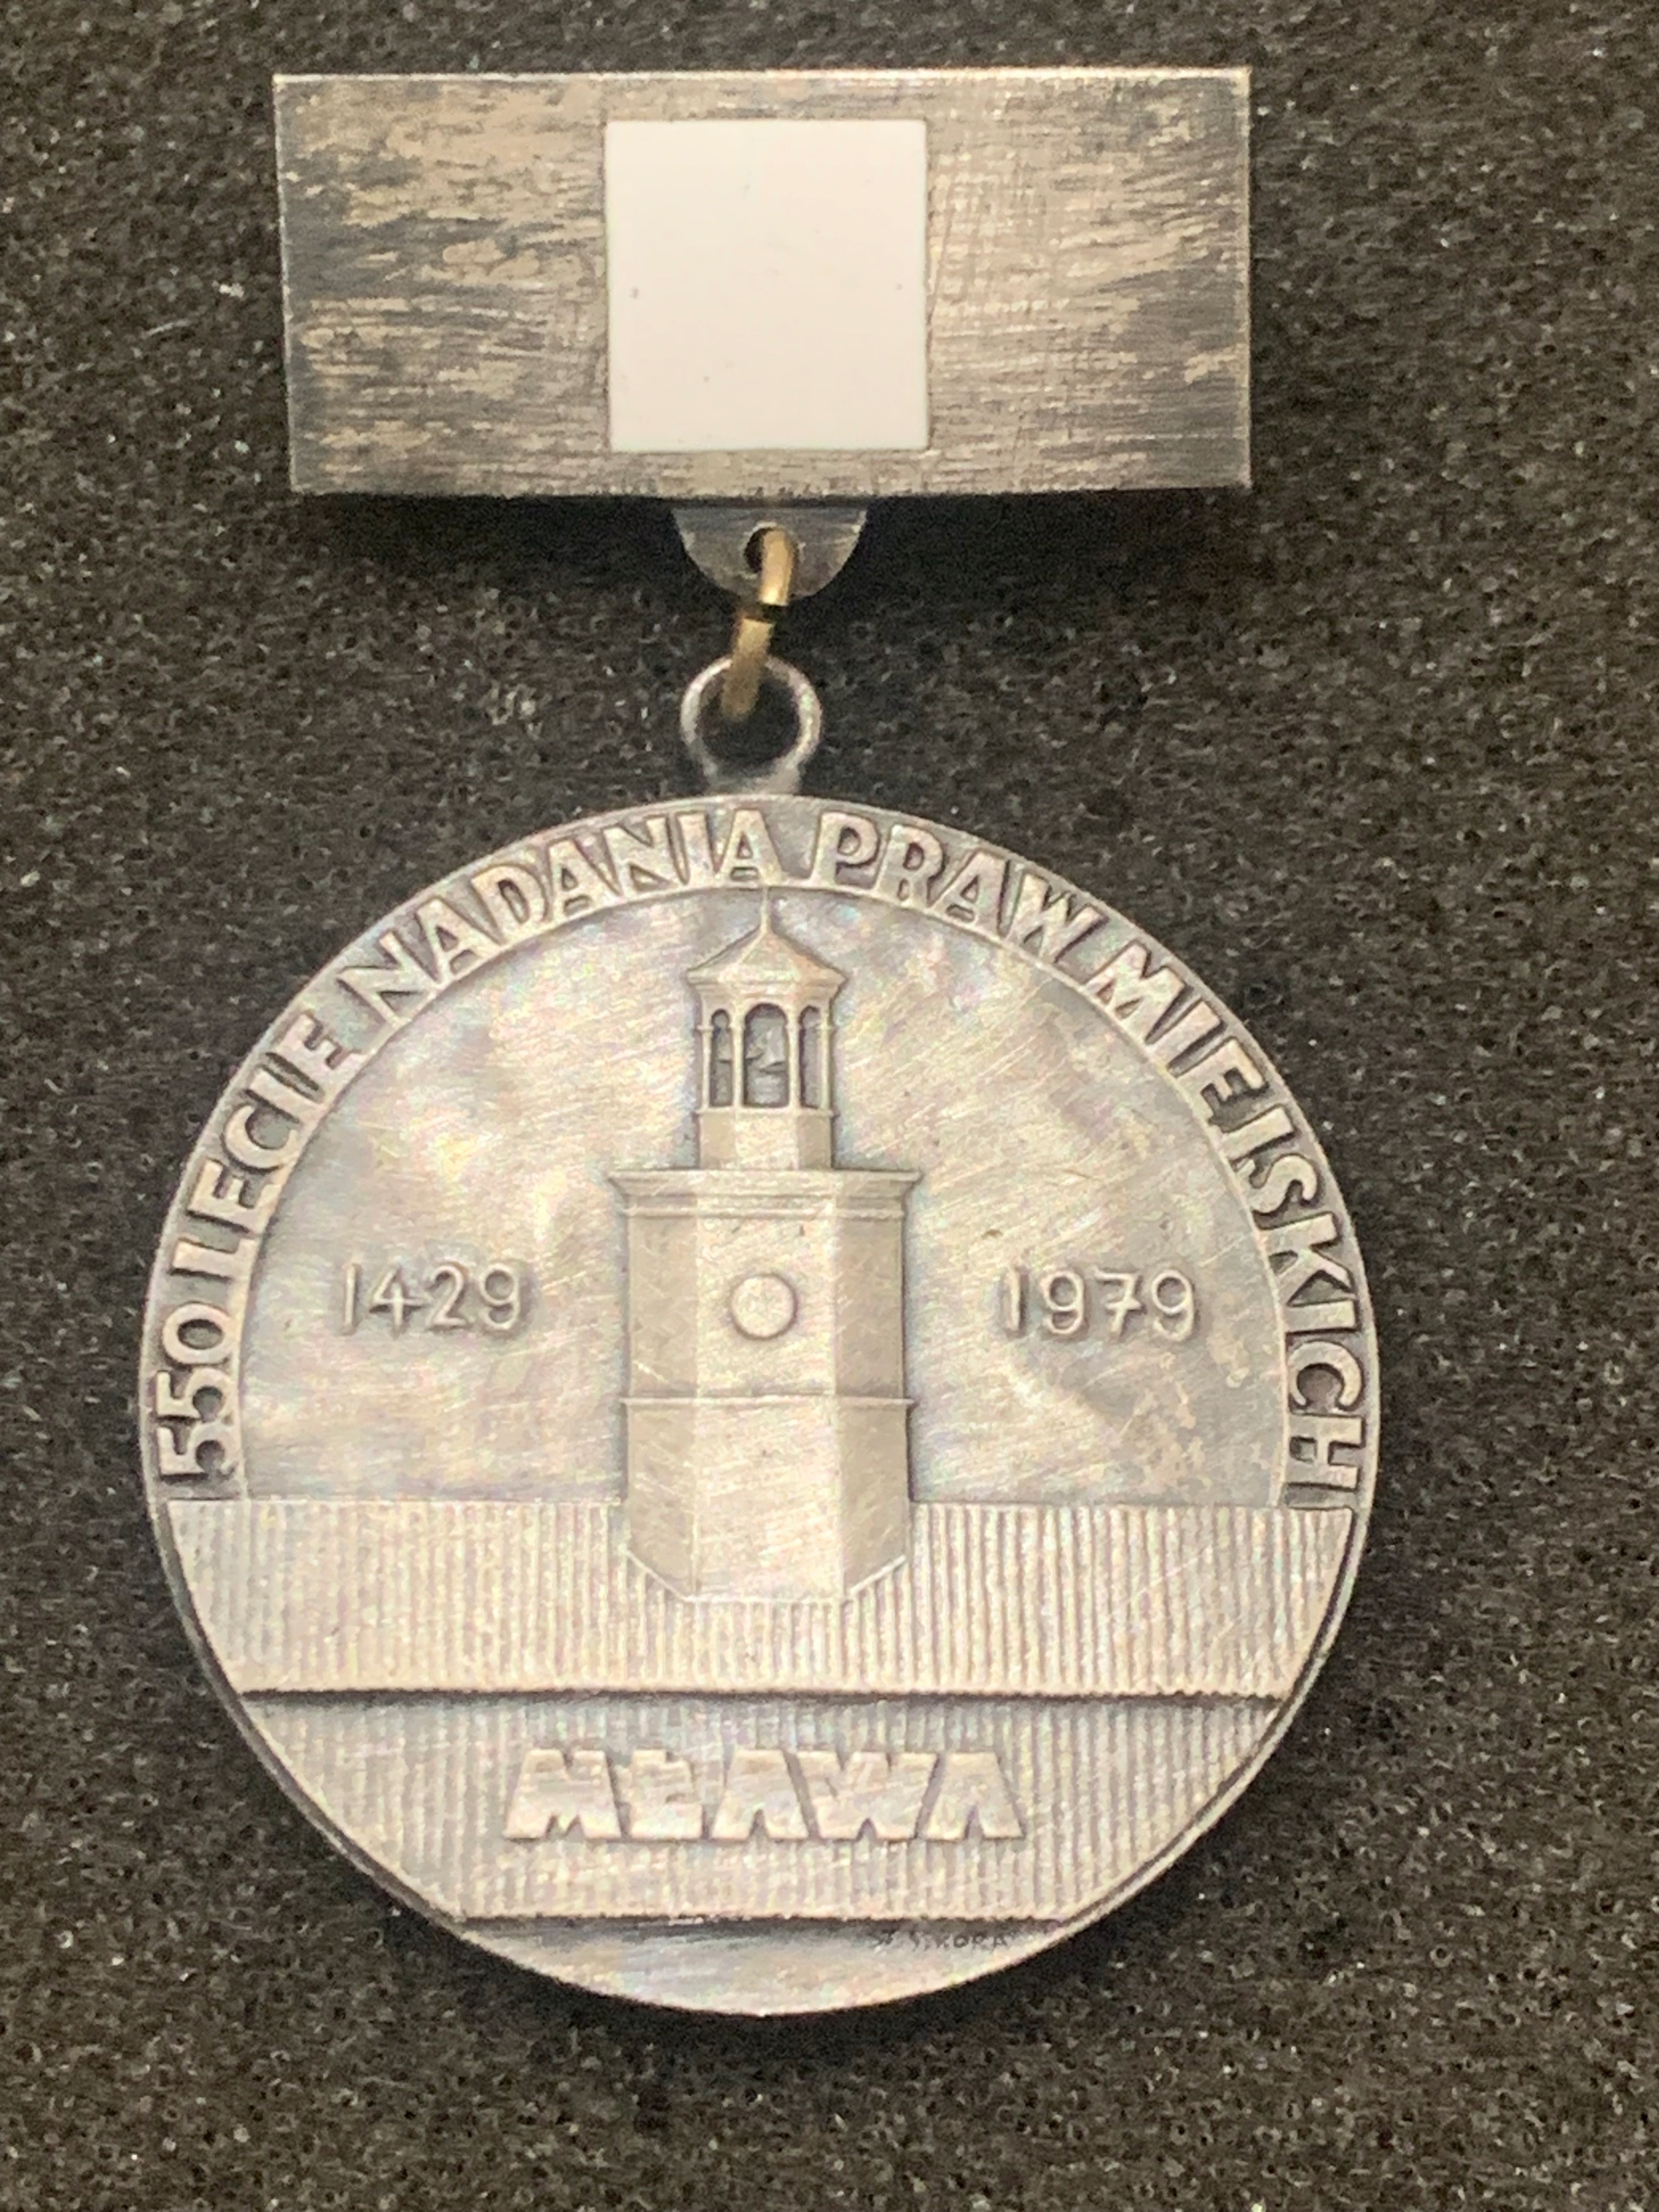 550 LECIE NADANIA PRAW MIEJSKICH
1429
1979
MŁAWA